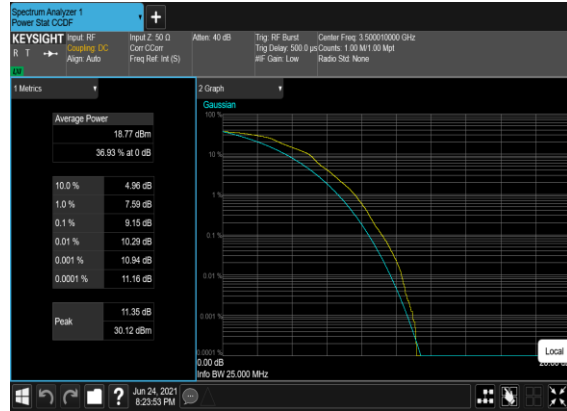 Spectrum Analyzer 1
Power Stat CCDF
+
KEYSIGHT
R T
LXI
Input: RF
Coupling: DC
Align: Auto
Input Z: 50 Ω
Corr CCorr
Freq Ref: Int (S)
Atten: 40 dB
Trig: RF Burst
Trig Delay: 500.0 µs
#IF Gain: Low
Center Freq: 3.500010000 GHz
Counts: 1.00 M/1.00 Mpt
Radio Std: None
1 Metrics
Average Power
18.77 dBm
36.93 % at 0 dB
10.0 % 4.96 dB
1.0 % 7.59 dB
0.1 % 9.15 dB
0.01 % 10.29 dB
0.001 % 10.94 dB
0.0001 % 11.16 dB
Peak 11.35 dB
30.12 dBm
2 Graph
Gaussian
100 %
10 %
1 %
0.1 %
0.01 %
0.001 %
0.0001 %
0.00 dB
Info BW 25.000 MHz
Local
?
Jun 24, 2021
8:23:53 PM